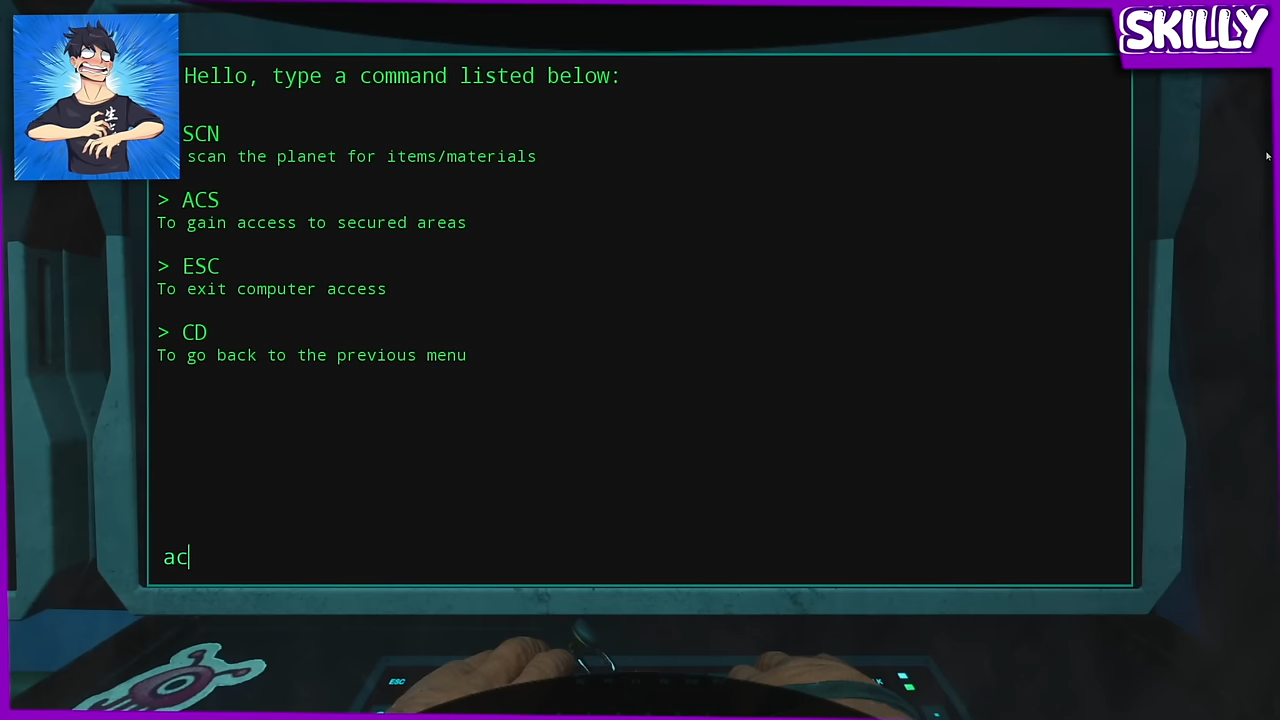 SKILLY
Hello, type a command listed below:
SCN
scan the planet for items/materials
> ACS
To gain access to secured areas
> ESC
To exit computer access
> CD
To go back to the previous menu
ac
ESC
K